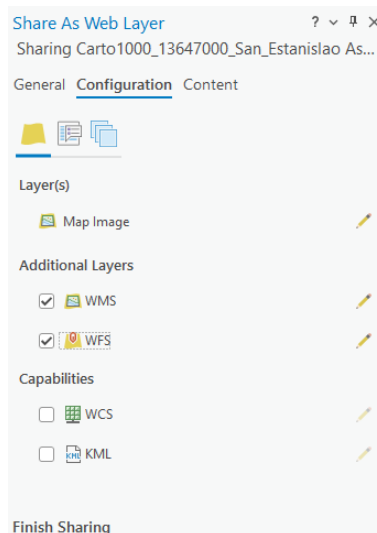 Share As Web Layer ?
Sharing Carto1000_13647000_San_Estanislao As...
General Configuration Content
Layer(s)
Map Image
Additional Layers
WMS
WFS
Capabilities
WCS
KML
Finish Sharing